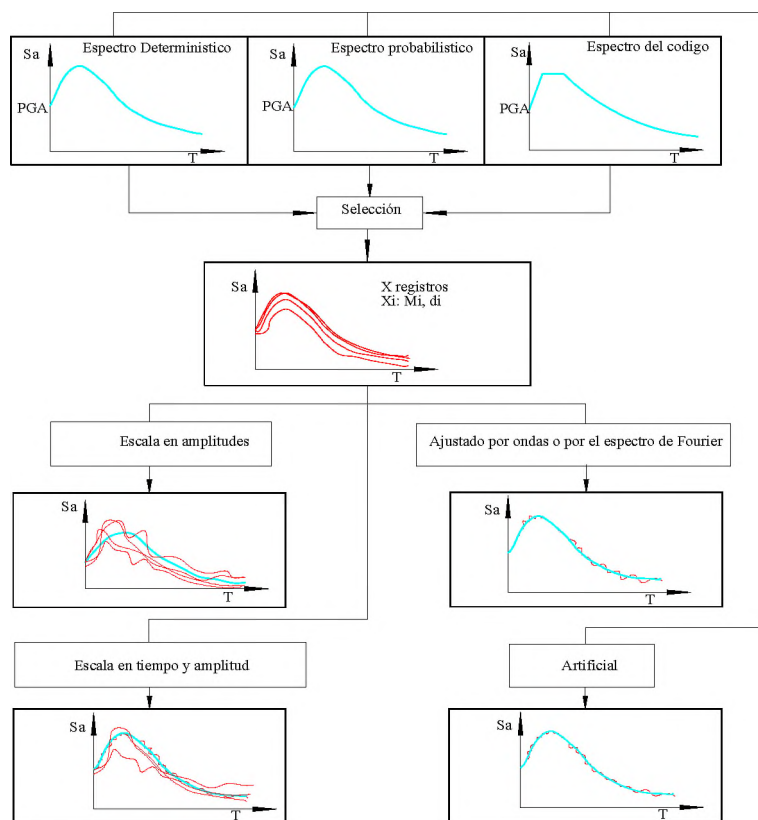 Espectro Deterministico
Sa
PGA
T
Espectro probabilistico
Sa
PGA
T
Espectro del codigo
Sa
PGA
T
Selección
Sa
X registros
Xi: Mi, di
T
Escala en amplitudes
Ajustado por ondas o por el espectro de Fourier
Sa
T
Sa
T
Escala en tiempo y amplitud
Artificial
Sa
T
Sa
T